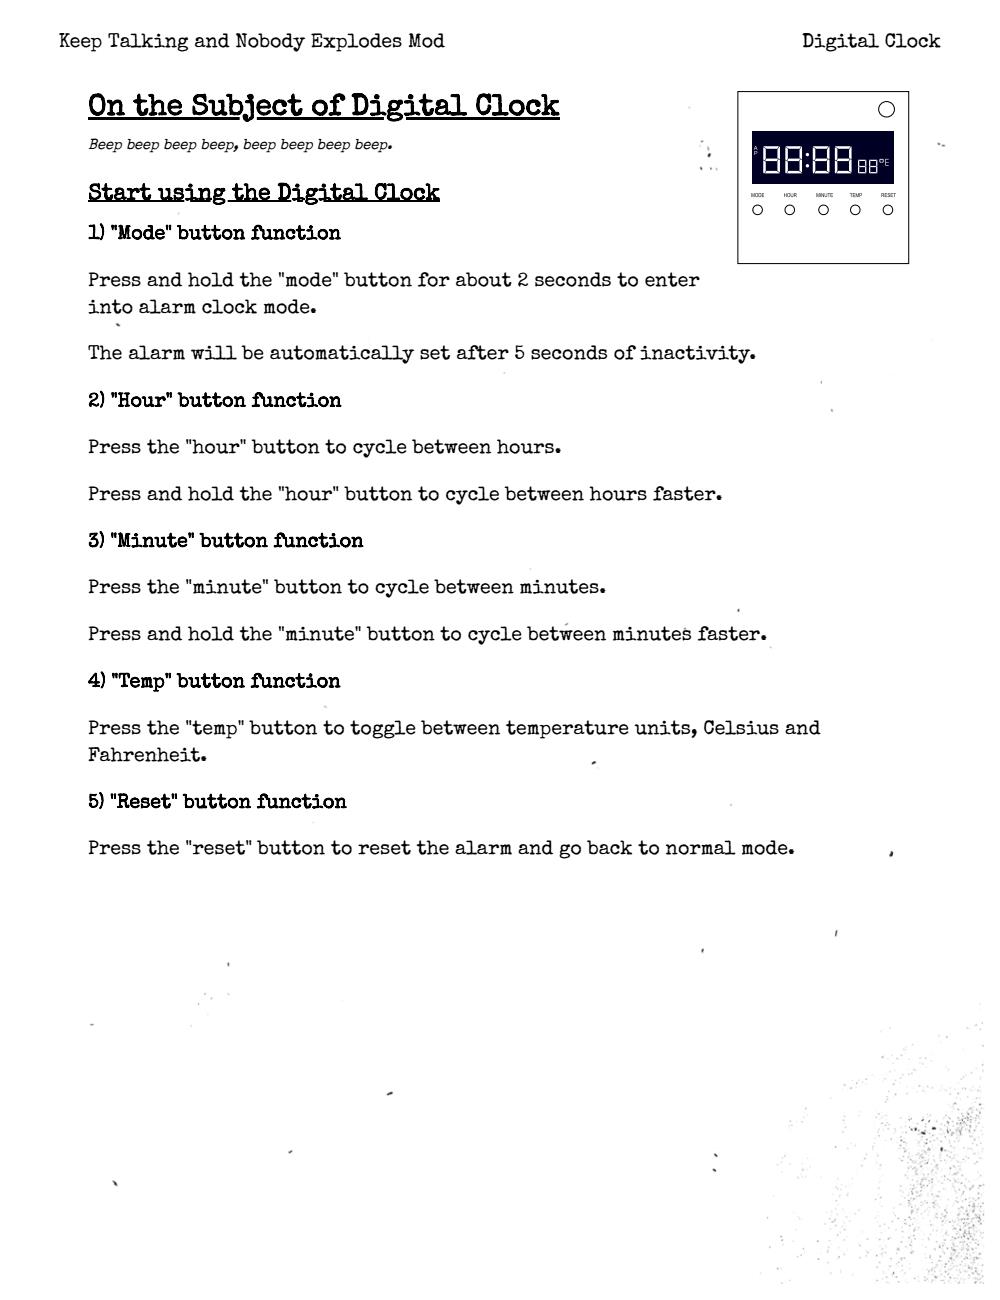 Keep Talking and Nobody Explodes Mod
Digital Clock
On the Subject of Digital Clock
Beep beep beep beep, beep beep beep beep.
A
P
88:88 88°E
MODE HOUR MINUTE TEMP RESET
Start using the Digital Clock
1) "Mode" button function
Press and hold the "mode" button for about 2 seconds to enter
into alarm clock mode.
The alarm will be automatically set after 5 seconds of inactivity.
2) "Hour" button function
Press the "hour" button to cycle between hours.
Press and hold the "hour" button to cycle between hours faster.
3) "Minute" button function
Press the "minute" button to cycle between minutes.
Press and hold the "minute" button to cycle between minutes faster.
4) "Temp" button function
Press the "temp" button to toggle between temperature units, Celsius and
Fahrenheit.
5) "Reset" button function
Press the "reset" button to reset the alarm and go back to normal mode.